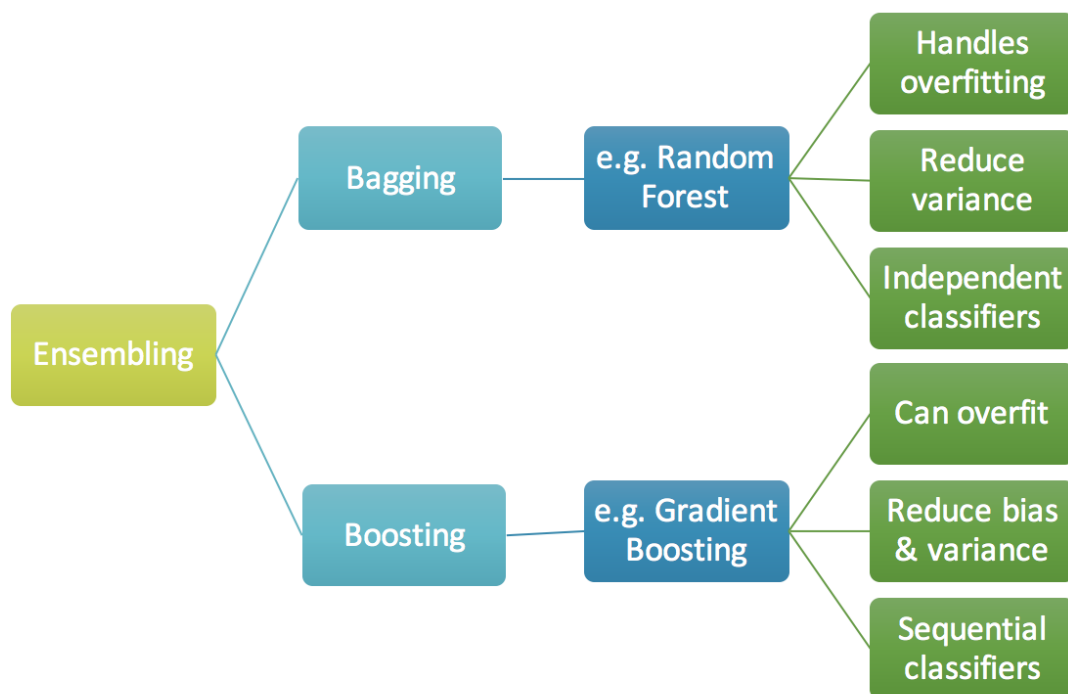 Ensembling
Bagging
e.g. Random
Forest
Handles
overfitting
Reduce
variance
Independent
classifiers
Boosting
e.g. Gradient
Boosting
Can overfit
Reduce bias
& variance
Sequential
classifiers